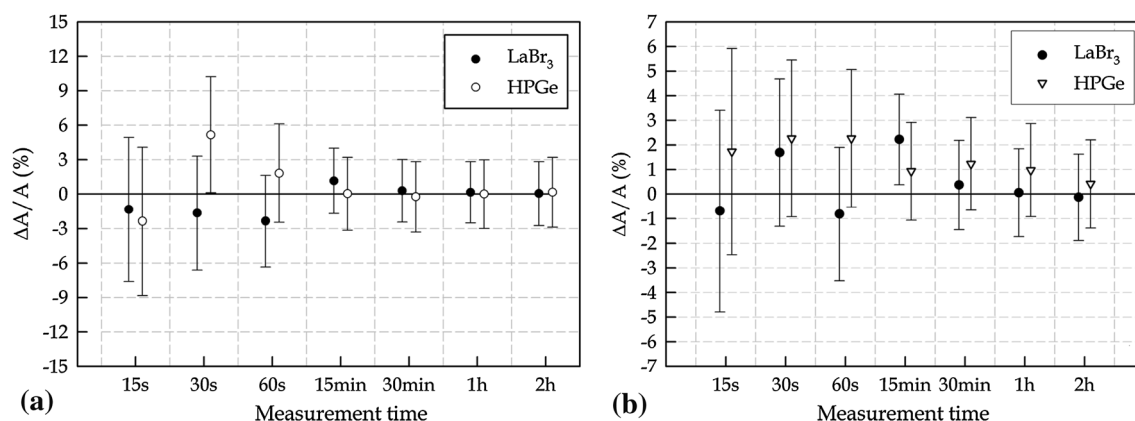 15
12
9
6
3
0
-3
-6
-9
-12
-15
ΔA/A (%)
LaBr₃
HPGe
15s 30s 60s 15min 30min 1h 2h
Measurement time
(a)
7
6
5
4
3
2
1
0
-1
-2
-3
-4
-5
-6
-7
ΔA/A (%)
LaBr₃
HPGe
15s 30s 60s 15min 30min 1h 2h
Measurement time
(b)